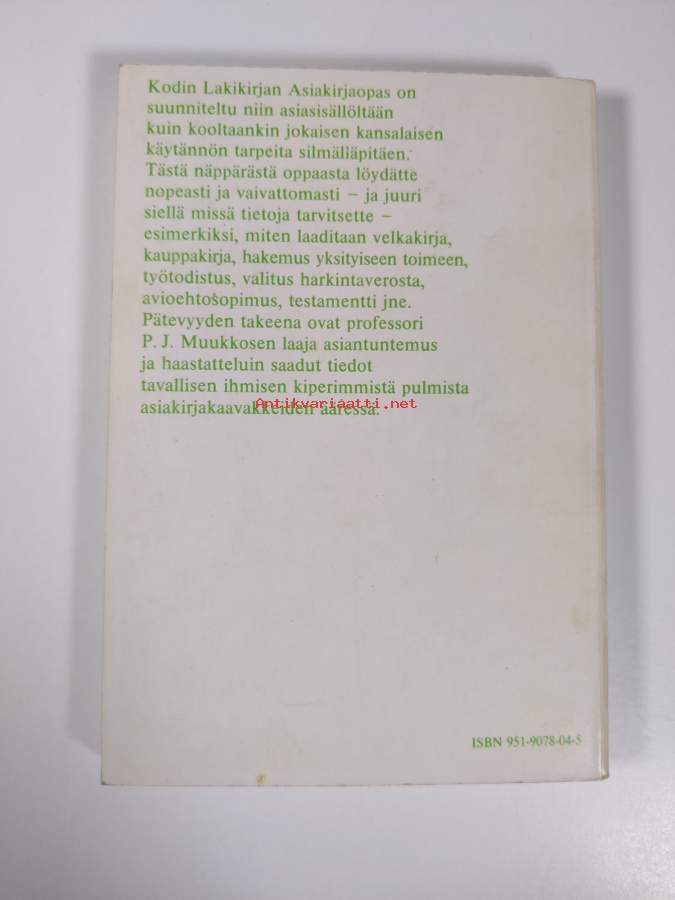 Kodin Lakikirjan Asiakirjaopas on
suunniteltu niin asiasisällöltään
kuin kooltaankin jokaisen kansalaisen
käytännön tarpeita silmälläpitäen.
Tästä näppärästä oppaasta löydätte
nopeasti ja vaivattomasti – ja juuri
siellä missä tietoja tarvitsette –
esimerkiksi, miten laaditaan velkakirja,
kauppakirja, hakemus yksityiseen toimeen,
työtodistus, valitus harkintaverosta,
avioehtosopimus, testamentti jne.
Pätevyyden takeena ovat professori
P. J. Muukkosen laaja asiantuntemus
ja haastatteluin saadut tiedot
tavallisen ihmisen kiperimmistä pulmista
Antikvariaatti.net
asiakirjakaavakkeiden ääressä.
ISBN 951-9078-04-5